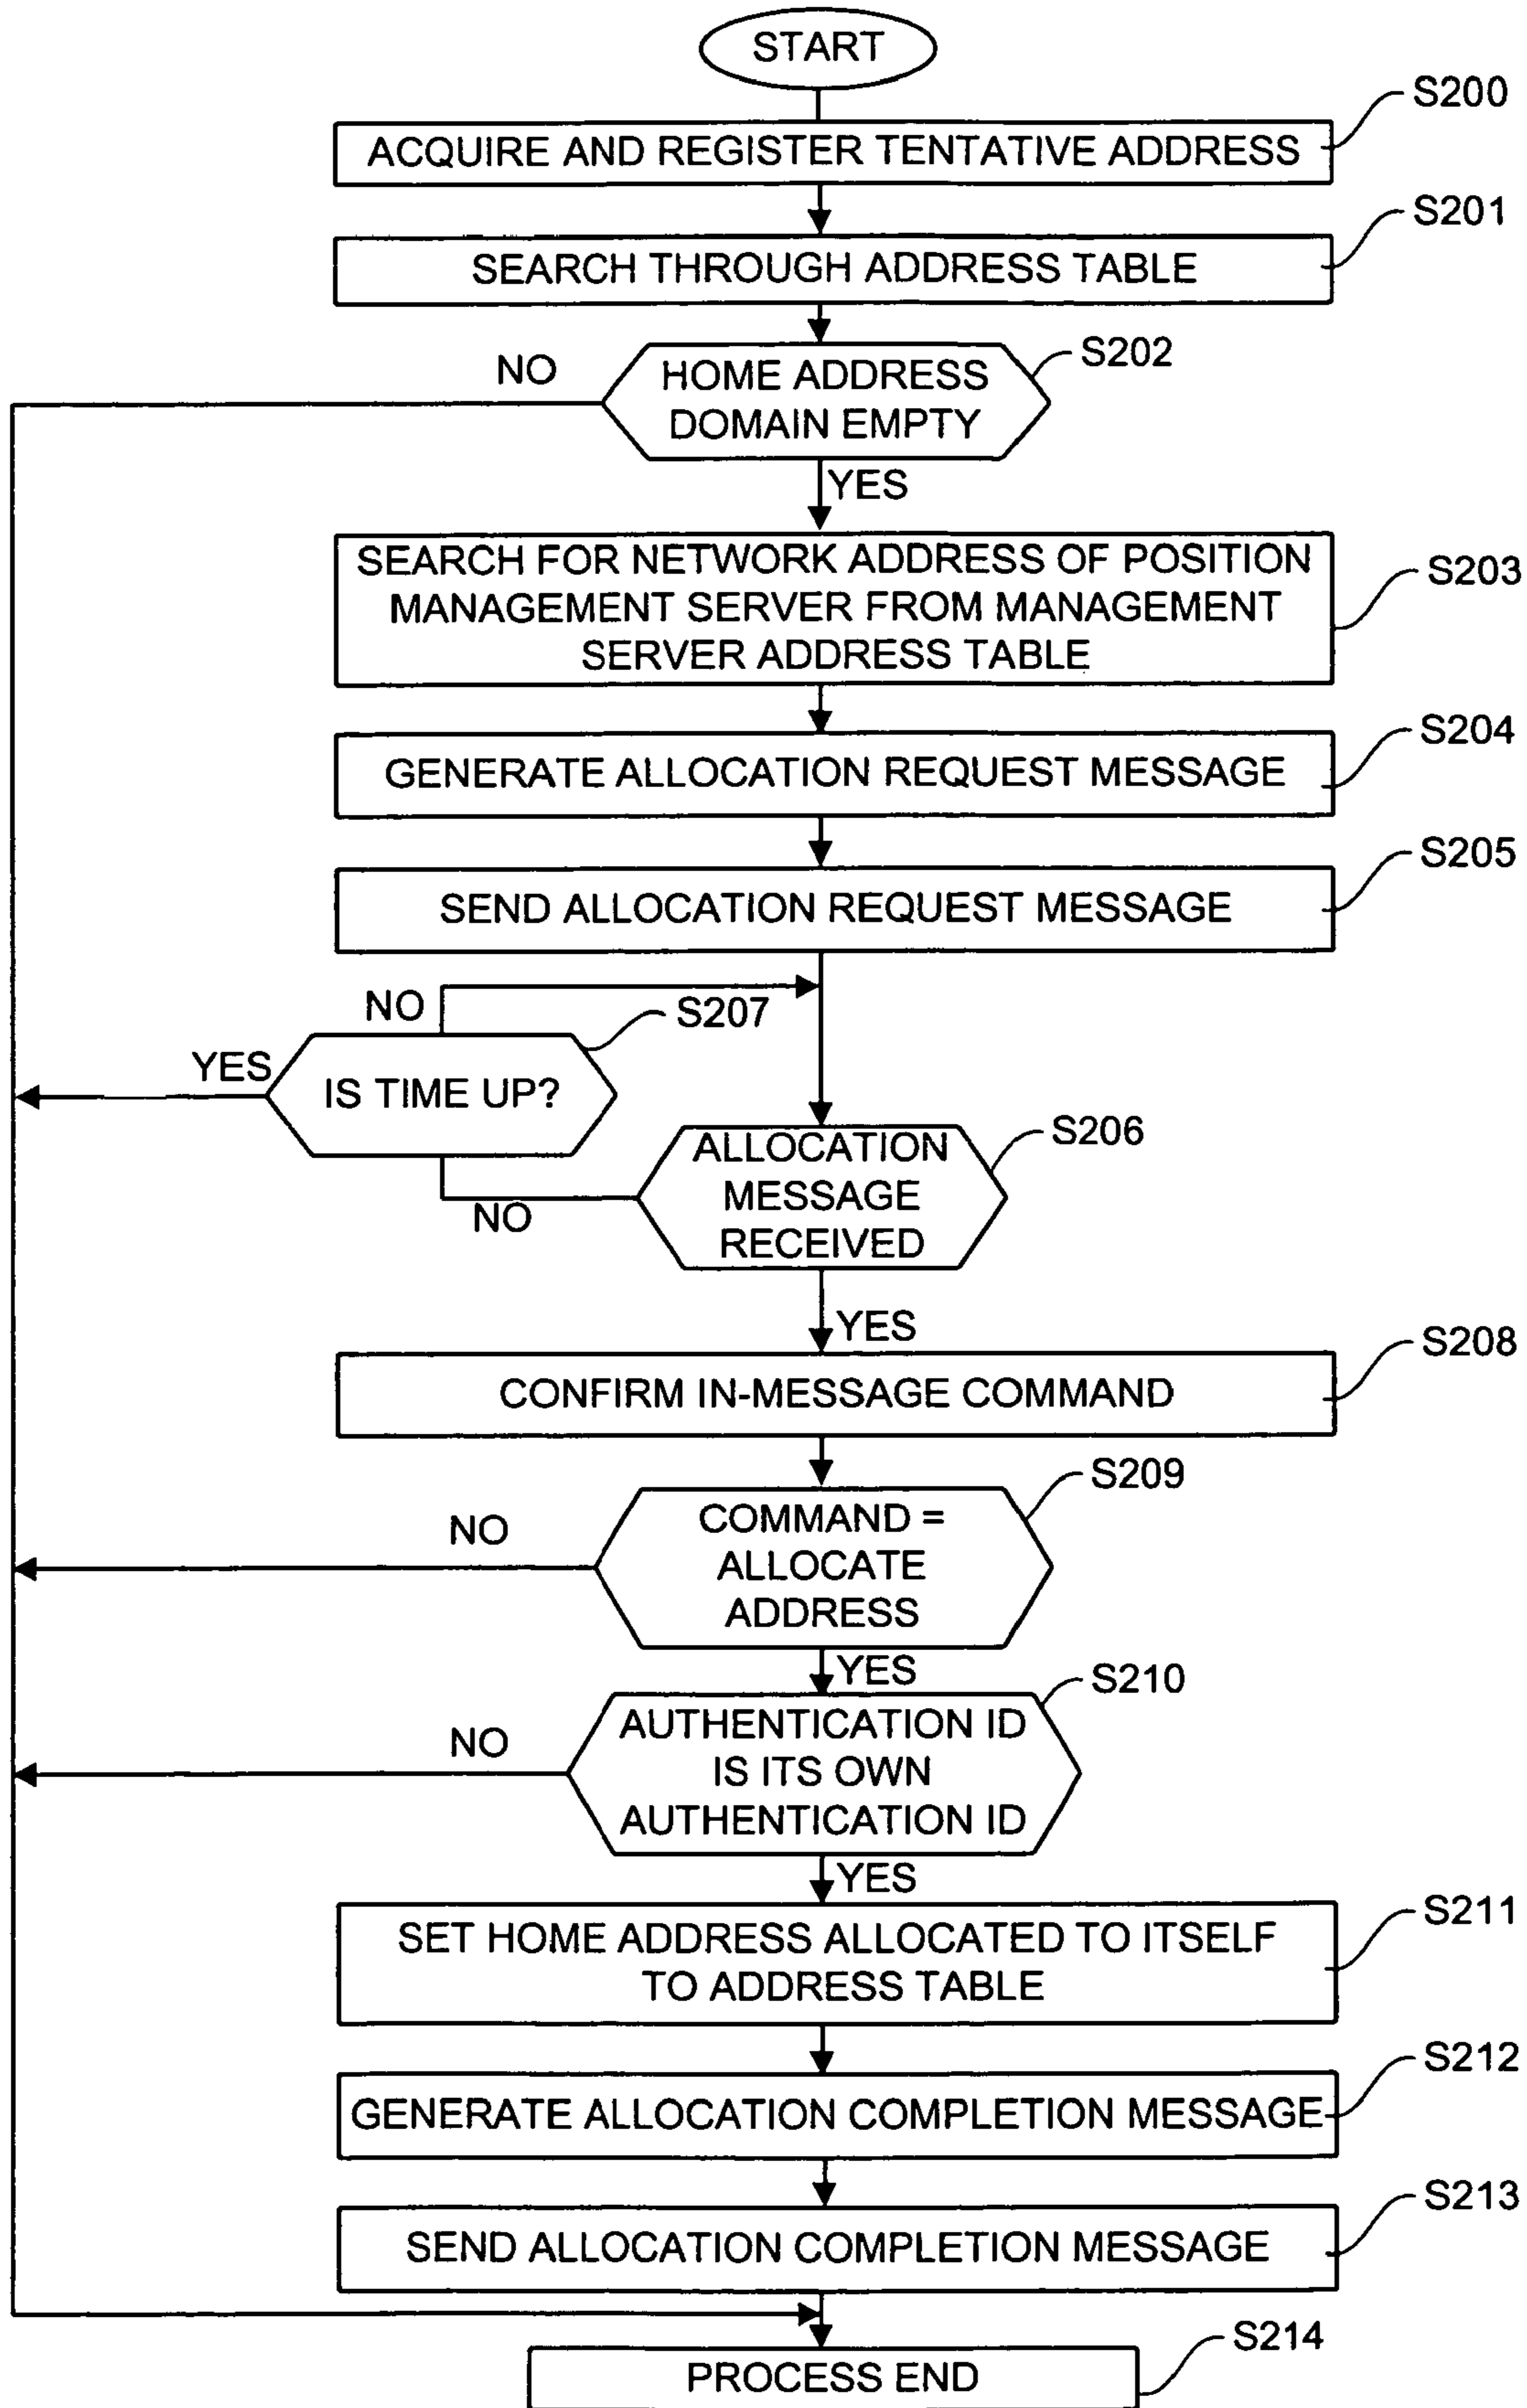 START
S200
ACQUIRE AND REGISTER TENTATIVE ADDRESS
S201
SEARCH THROUGH ADDRESS TABLE
S202
NO
HOME ADDRESS
DOMAIN EMPTY
YES
SEARCH FOR NETWORK ADDRESS OF POSITION
MANAGEMENT SERVER FROM MANAGEMENT
SERVER ADDRESS TABLE
S203
S204
GENERATE ALLOCATION REQUEST MESSAGE
S205
SEND ALLOCATION REQUEST MESSAGE
NO
S207
YES
IS TIME UP?
S206
ALLOCATION
MESSAGE
RECEIVED
NO
YES
S208
CONFIRM IN-MESSAGE COMMAND
S209
NO
COMMAND =
ALLOCATE
ADDRESS
YES
S210
NO
AUTHENTICATION ID
IS ITS OWN
AUTHENTICATION ID
YES
S211
SET HOME ADDRESS ALLOCATED TO ITSELF
TO ADDRESS TABLE
S212
GENERATE ALLOCATION COMPLETION MESSAGE
S213
SEND ALLOCATION COMPLETION MESSAGE
S214
PROCESS END